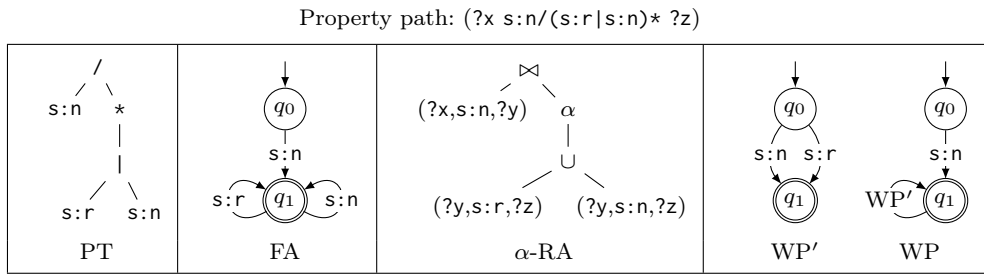 Property path: (?x s:n/(s:r|s:n)* ?z)
/
s:n *
|
s:r s:n
PT
q0
s:n
s:r q1 s:n
FA
⋈
(?x,s:n,?y) α
∪
(?y,s:r,?z) (?y,s:n,?z)
α-RA
q0
s:n s:r
q1
WP′
q0
s:n
WP′ q1
WP